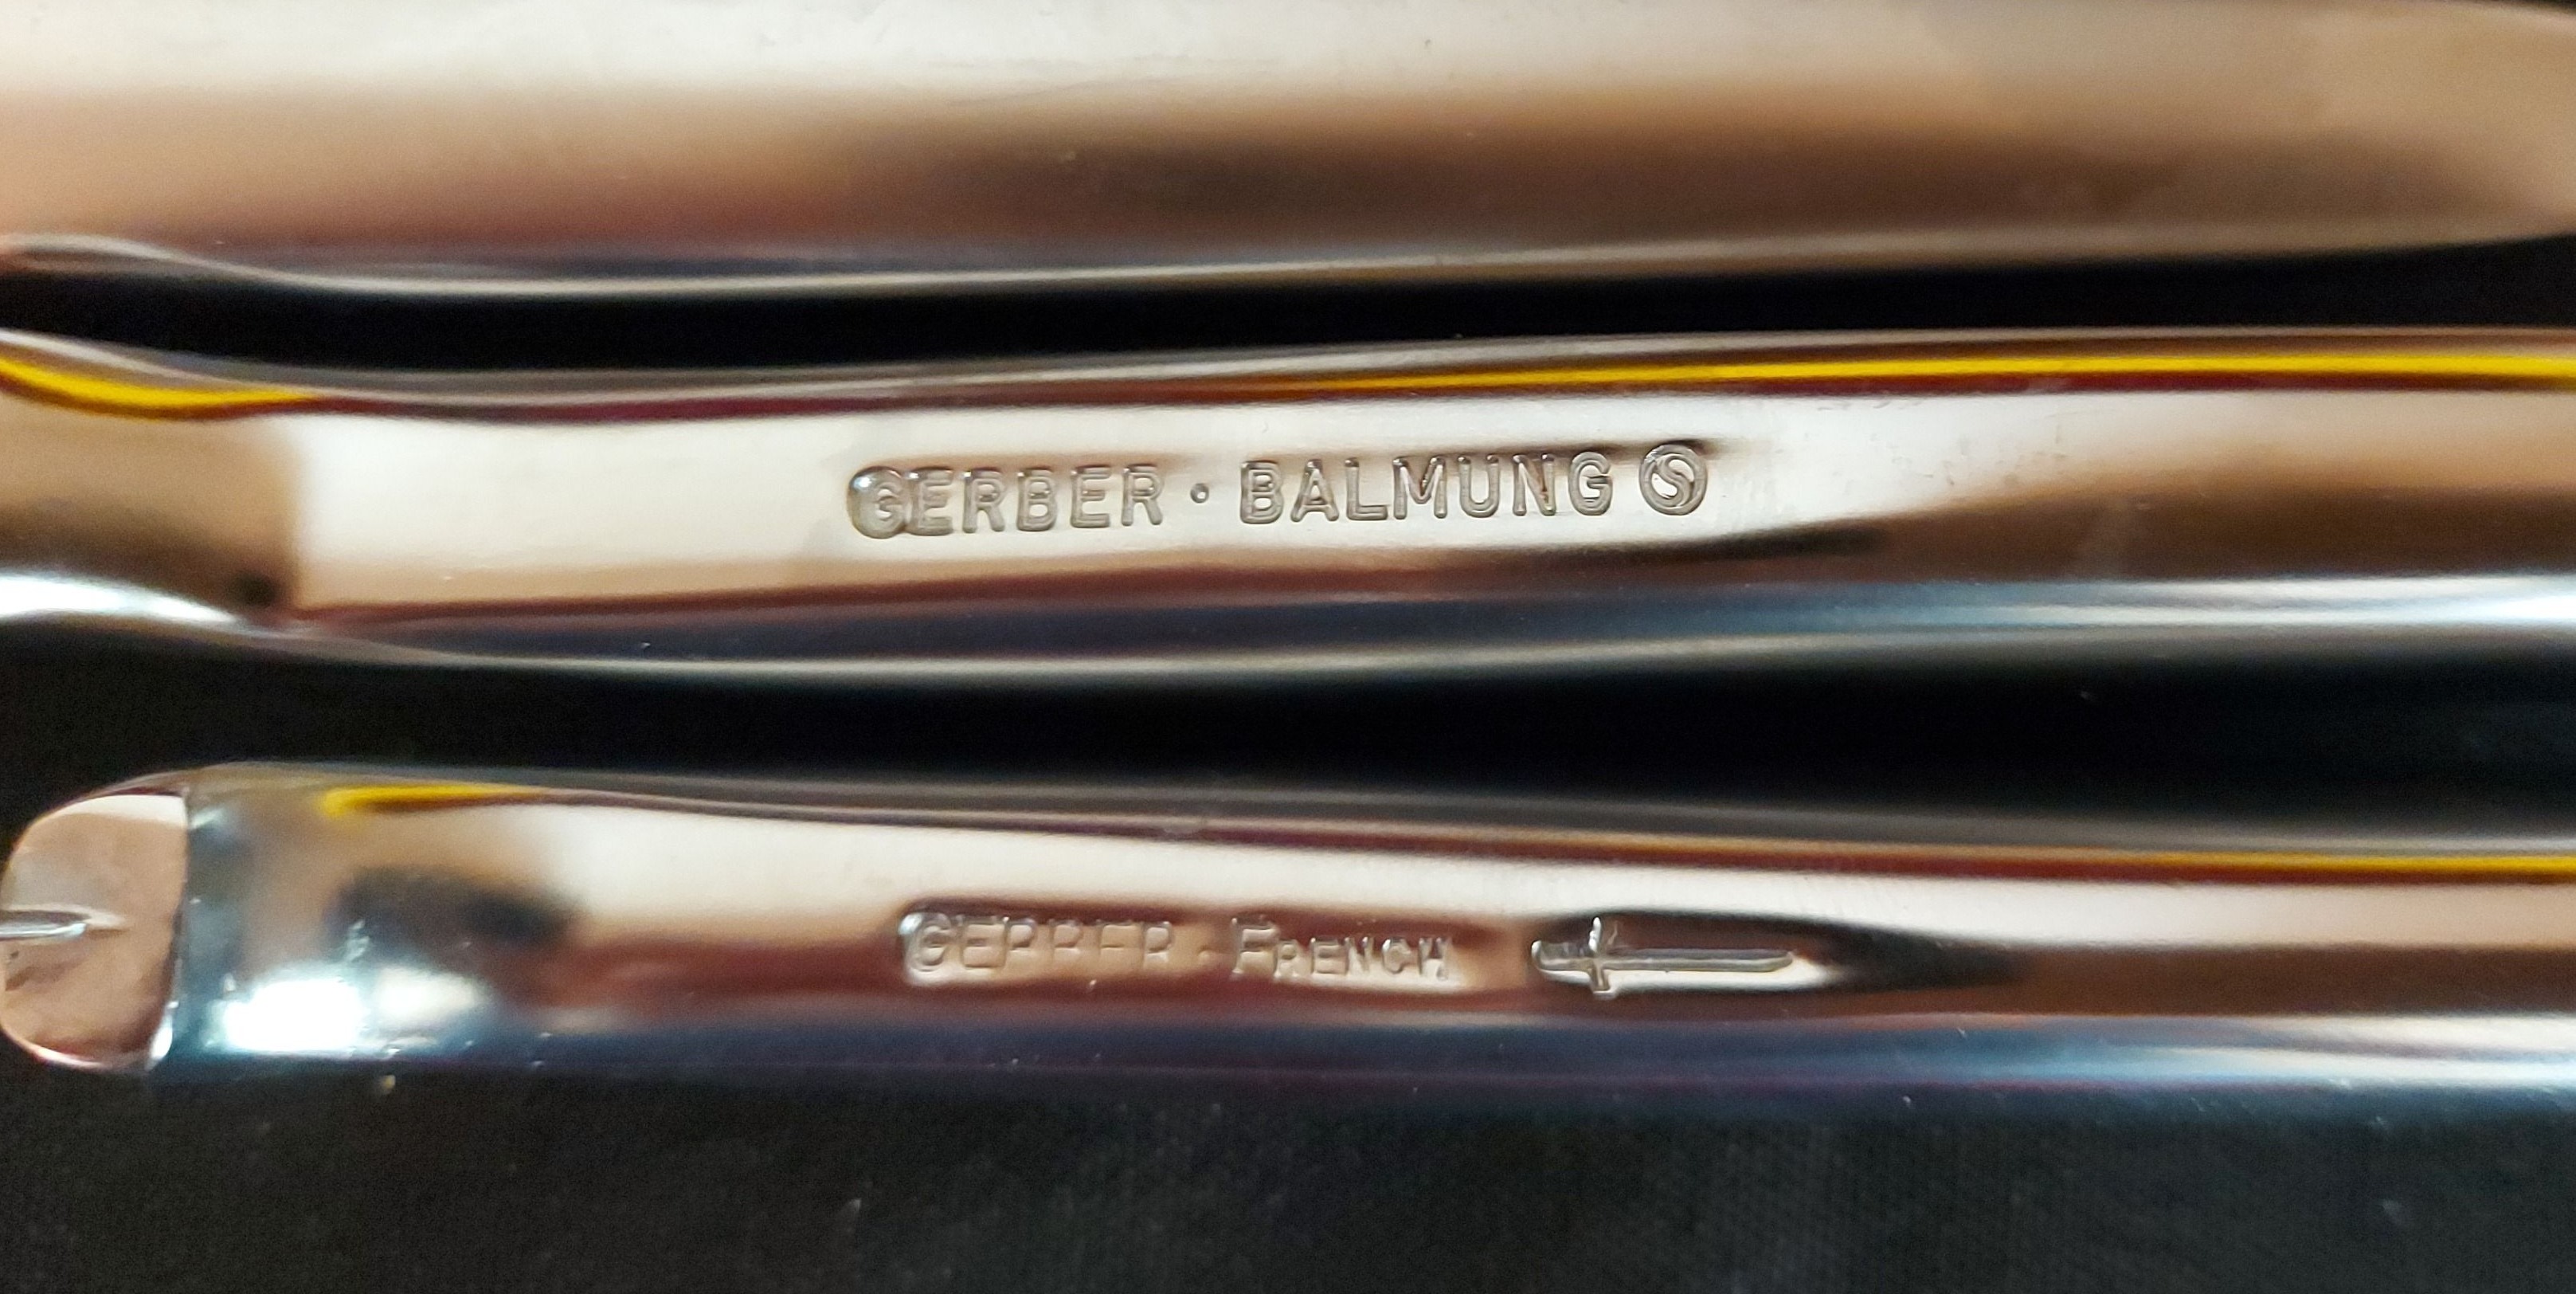 GERBER · BALMUNG Ⓢ
GERBER · FRENCH